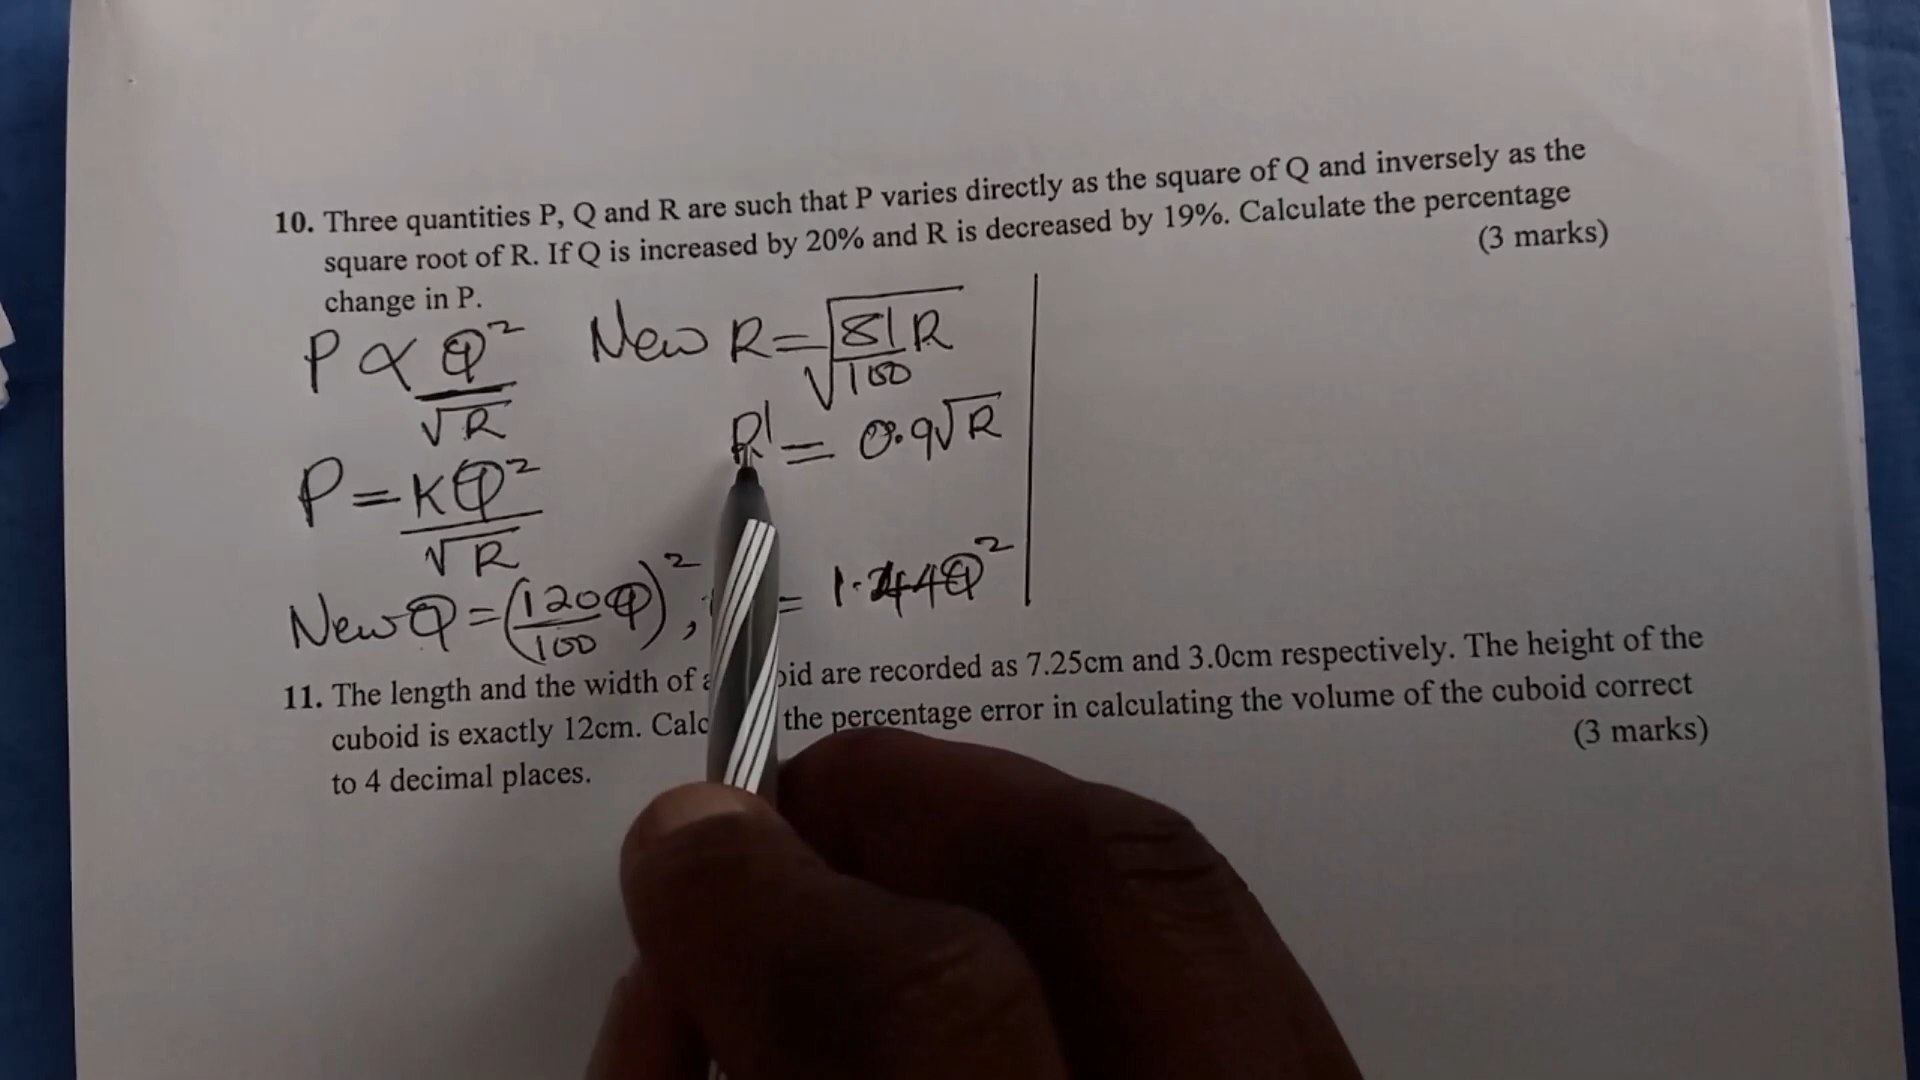 10. Three quantities P, Q and R are such that P varies directly as the square of Q and inversely as the
square root of R. If Q is increased by 20% and R is decreased by 19%. Calculate the percentage
change in P. (3 marks)
P ∝ Q²/√R
P = KQ²/√R
New Q = (120/100 Q)², = 1.44Q²
New R = √(81/100 R)
R' = 0.9√R
11. The length and the width of a oid are recorded as 7.25cm and 3.0cm respectively. The height of the
cuboid is exactly 12cm. Calc the percentage error in calculating the volume of the cuboid correct
to 4 decimal places. (3 marks)